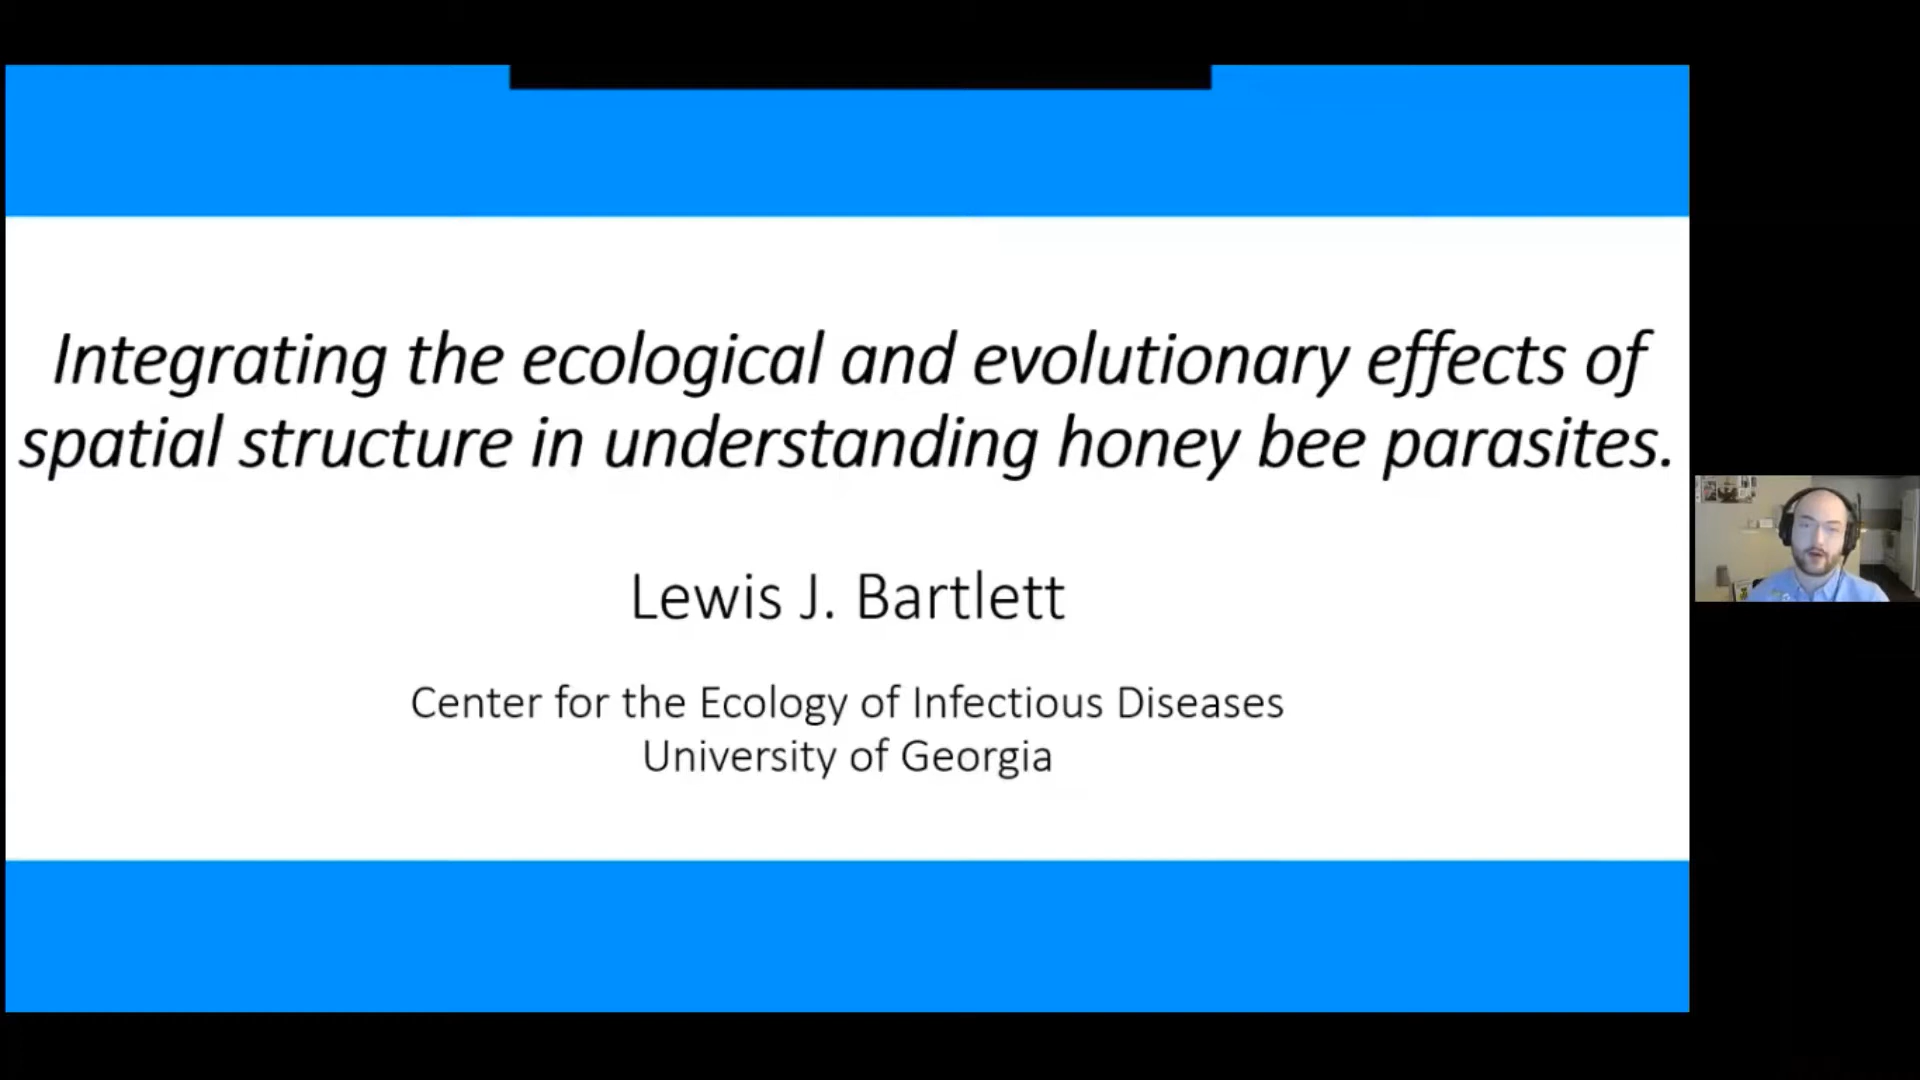 Integrating the ecological and evolutionary effects of
spatial structure in understanding honey bee parasites.
Lewis J. Bartlett
Center for the Ecology of Infectious Diseases
University of Georgia